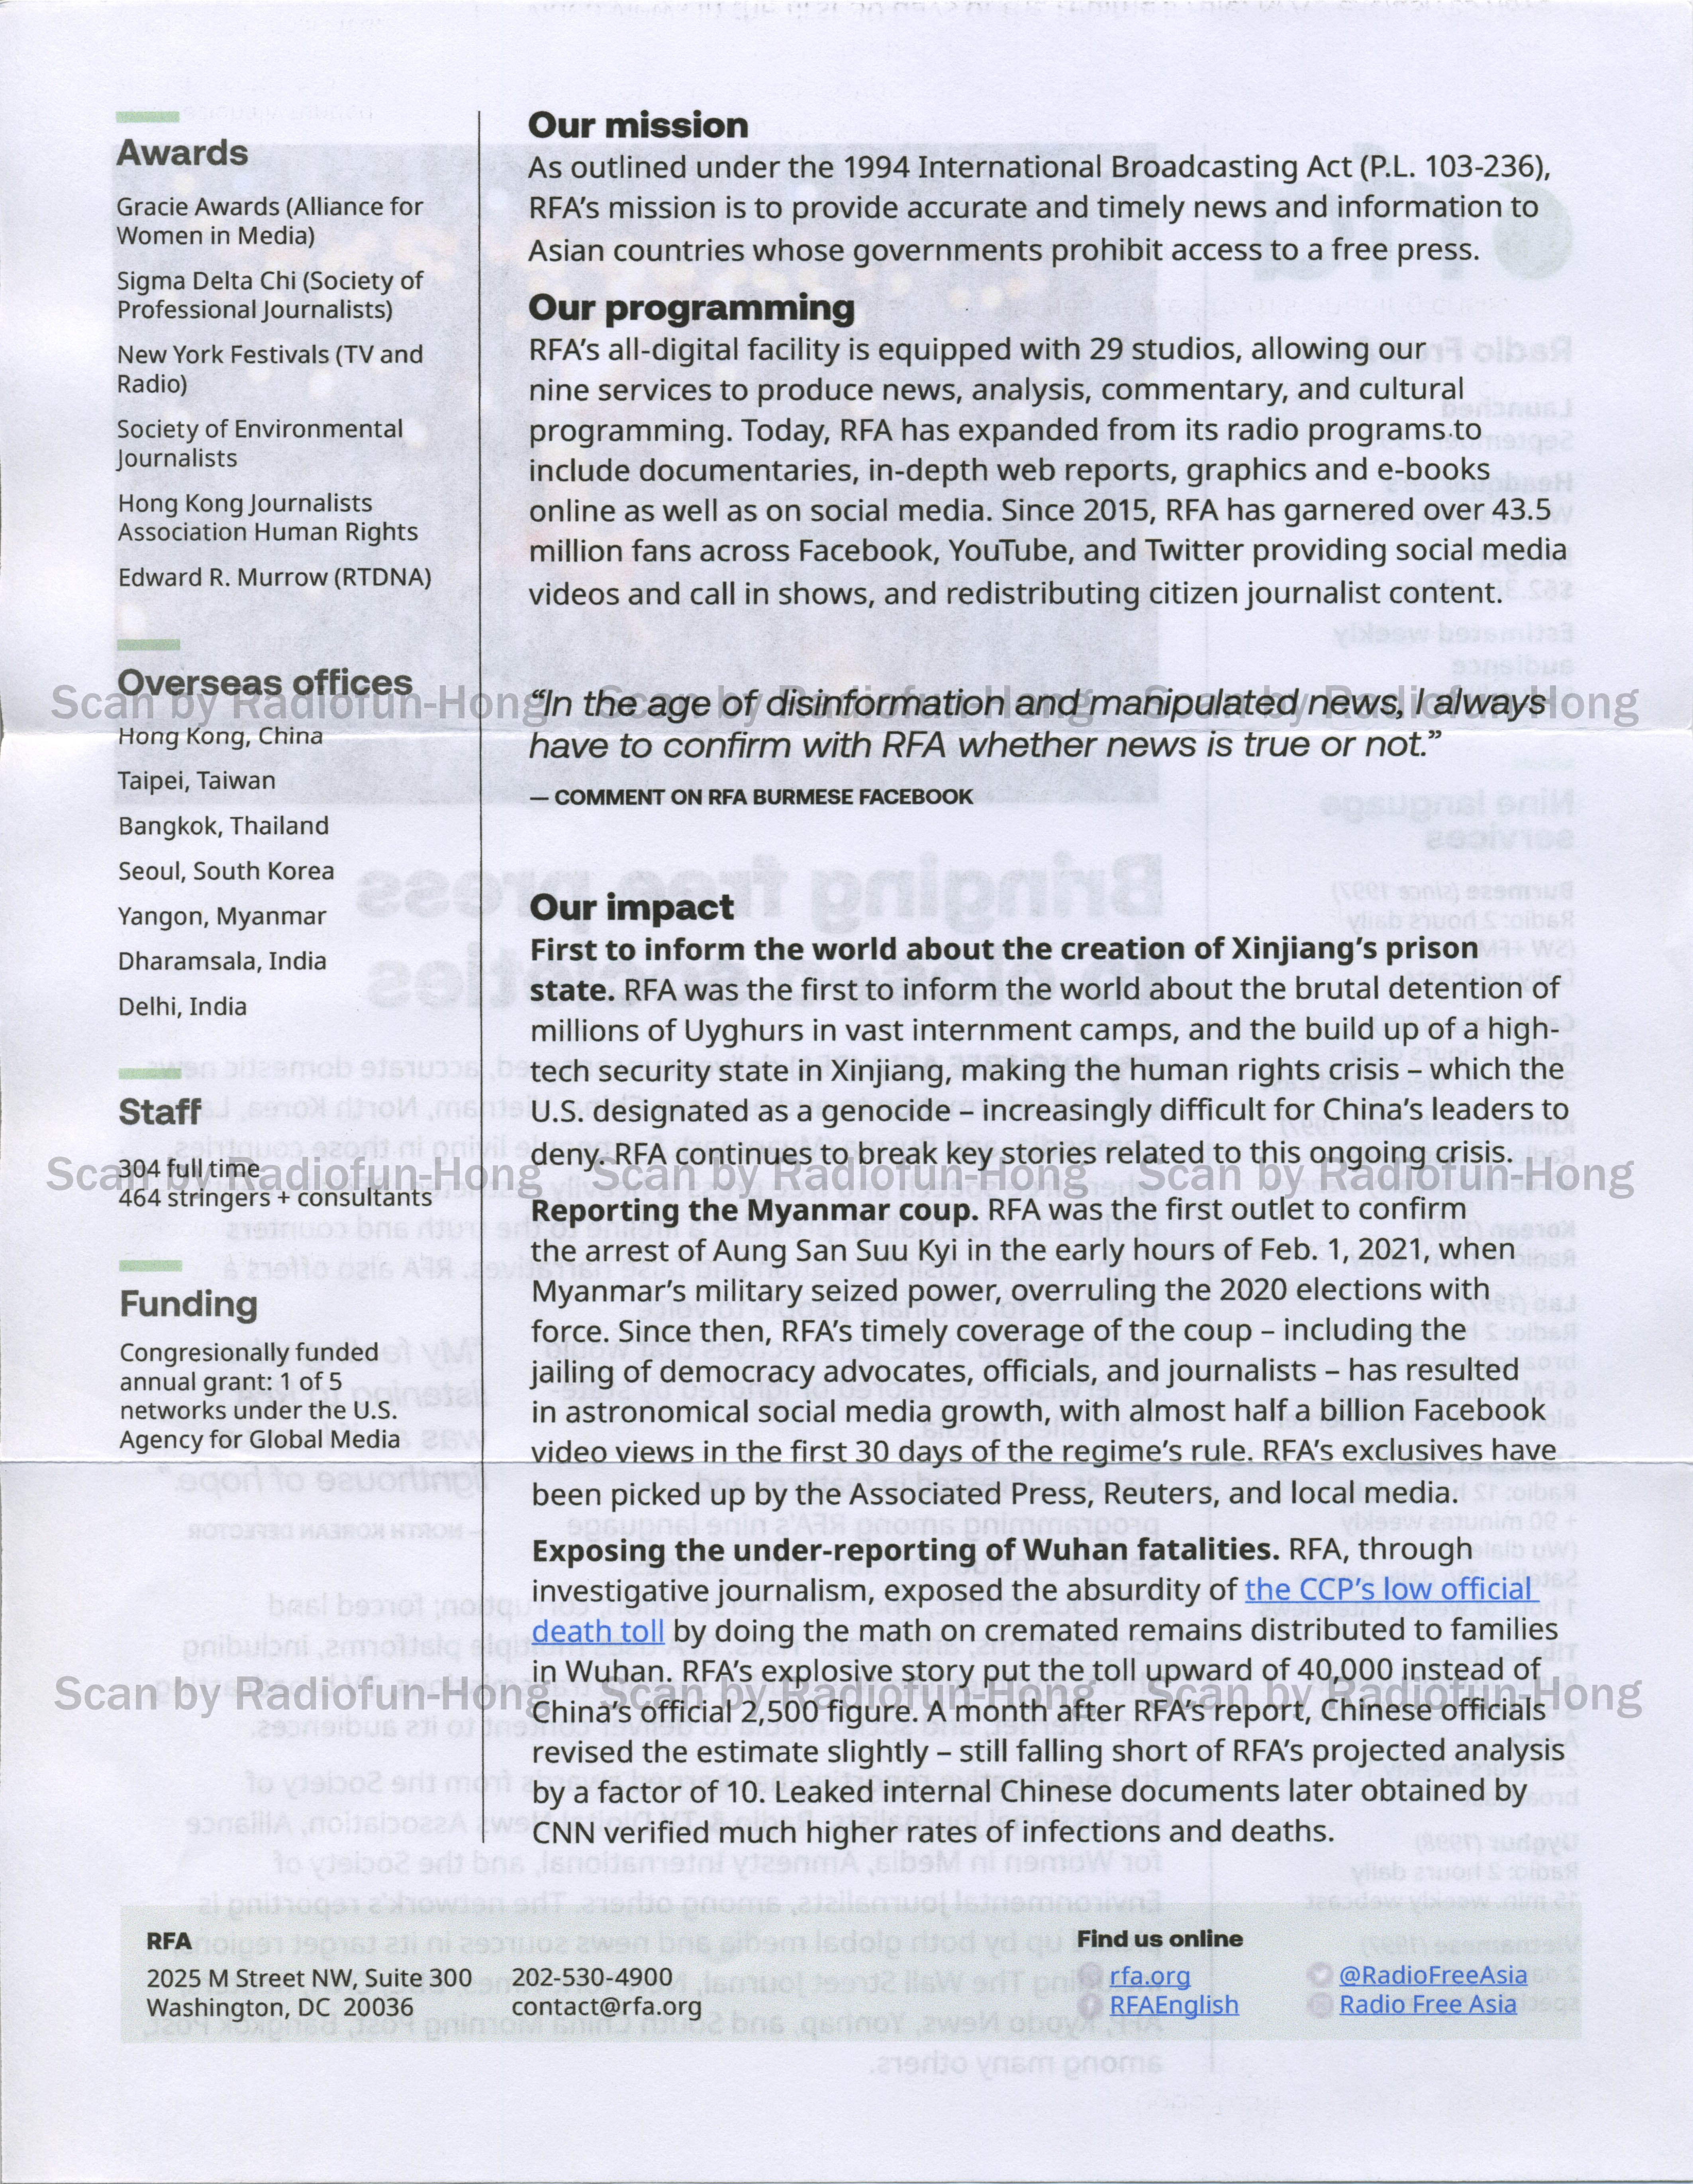 Awards
Gracie Awards (Alliance for
Women in Media)
Sigma Delta Chi (Society of
Professional Journalists)
New York Festivals (TV and
Radio)
Society of Environmental
Journalists
Hong Kong Journalists
Association Human Rights
Edward R. Murrow (RTDNA)
Overseas offices
Hong Kong, China
Taipei, Taiwan
Bangkok, Thailand
Seoul, South Korea
Yangon, Myanmar
Dharamsala, India
Delhi, India
Staff
304 full time
464 stringers + consultants
Funding
Congresionally funded
annual grant: 1 of 5
networks under the U.S.
Agency for Global Media
Our mission
As outlined under the 1994 International Broadcasting Act (P.L. 103-236),
RFA’s mission is to provide accurate and timely news and information to
Asian countries whose governments prohibit access to a free press.
Our programming
RFA’s all-digital facility is equipped with 29 studios, allowing our
nine services to produce news, analysis, commentary, and cultural
programming. Today, RFA has expanded from its radio programs to
include documentaries, in-depth web reports, graphics and e-books
online as well as on social media. Since 2015, RFA has garnered over 43.5
million fans across Facebook, YouTube, and Twitter providing social media
videos and call in shows, and redistributing citizen journalist content.
“In the age of disinformation and manipulated news, I always
have to confirm with RFA whether news is true or not.”
— COMMENT ON RFA BURMESE FACEBOOK
Our impact
First to inform the world about the creation of Xinjiang’s prison
state. RFA was the first to inform the world about the brutal detention of
millions of Uyghurs in vast internment camps, and the build up of a high-
tech security state in Xinjiang, making the human rights crisis – which the
U.S. designated as a genocide – increasingly difficult for China’s leaders to
deny. RFA continues to break key stories related to this ongoing crisis.
Reporting the Myanmar coup. RFA was the first outlet to confirm
the arrest of Aung San Suu Kyi in the early hours of Feb. 1, 2021, when
Myanmar’s military seized power, overruling the 2020 elections with
force. Since then, RFA’s timely coverage of the coup – including the
jailing of democracy advocates, officials, and journalists – has resulted
in astronomical social media growth, with almost half a billion Facebook
video views in the first 30 days of the regime’s rule. RFA’s exclusives have
been picked up by the Associated Press, Reuters, and local media.
Exposing the under-reporting of Wuhan fatalities. RFA, through
investigative journalism, exposed the absurdity of the CCP’s low official
death toll by doing the math on cremated remains distributed to families
in Wuhan. RFA’s explosive story put the toll upward of 40,000 instead of
China’s official 2,500 figure. A month after RFA’s report, Chinese officials
revised the estimate slightly – still falling short of RFA’s projected analysis
by a factor of 10. Leaked internal Chinese documents later obtained by
CNN verified much higher rates of infections and deaths.
RFA
2025 M Street NW, Suite 300
Washington, DC 20036
202-530-4900
contact@rfa.org
Find us online
rfa.org
RFAEnglish
@RadioFreeAsia
Radio Free Asia
Scan by Radiofun-Hong Scan by Radiofun-Hong Scan by Radiofun-Hong
Scan by Radiofun-Hong Scan by Radiofun-Hong Scan by Radiofun-Hong
Scan by Radiofun-Hong Scan by Radiofun-Hong Scan by Radiofun-Hong